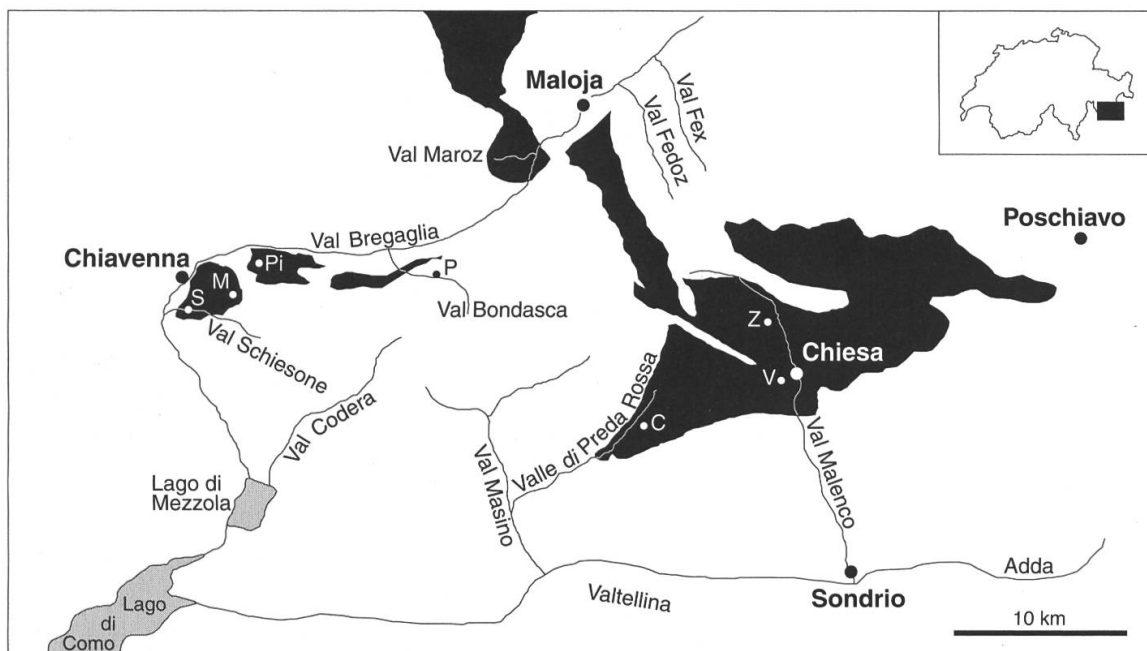 Maloja
Val Fex
Val Fedoz
Val Maroz
Poschiavo
Val Bregaglia
Chiavenna
Pi
P
M
S
Val Bondasca
Z
Val Schiesone
Chiesa
V
Valle di Preda Rossa
Val Codera
C
Val Masino
Val Malenco
Lago di
Mezzola
Adda
Valtellina
Sondrio
Lago
di
Como
10 km